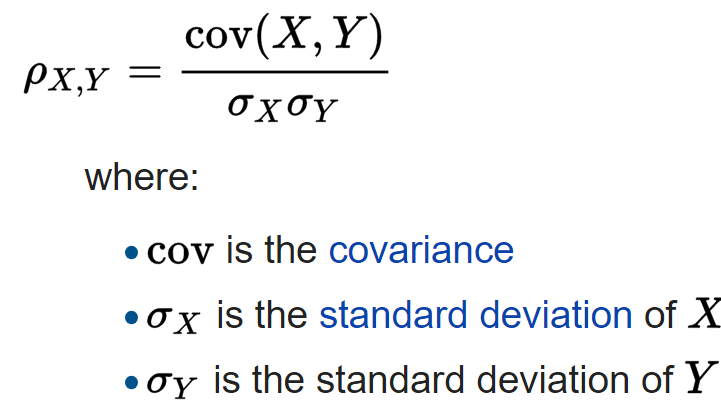 ρX,Y = cov(X, Y) / σXσY
where:
• cov is the covariance
• σX is the standard deviation of X
• σY is the standard deviation of Y